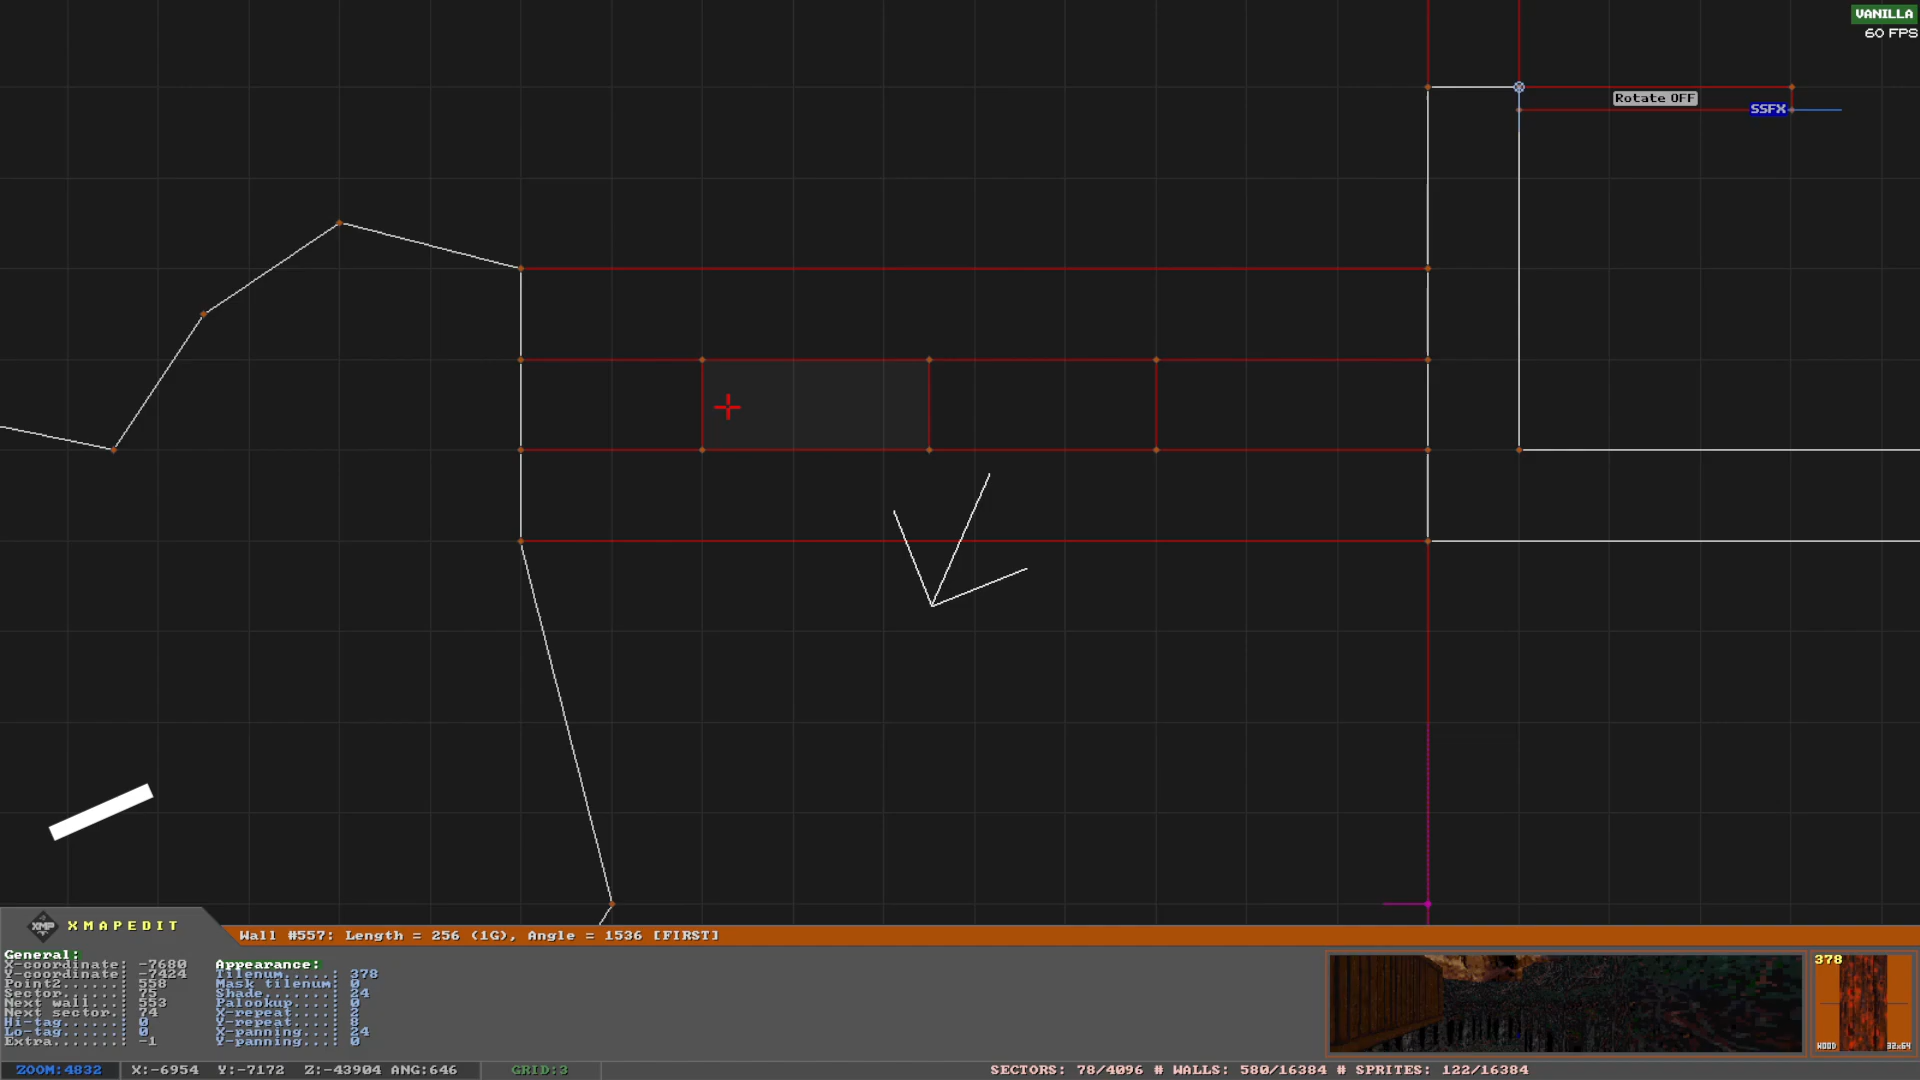 VANILLA
60 FPS
Rotate OFF
SSFX
XMP XMAPEDIT
Wall #557: Length = 256 (1G), Angle = 1536 [FIRST]
General:
X-coordinate: -7680
Y-coordinate: -7424
Point2......: 558
Sector......: 75
Next wall...: 553
Next sector.: 74
Hi-tag......: 0
Lo-tag......: 0
Extra.......: -1
Appearance:
Tilenum.....: 378
Mask tilenum: 0
Shade.......: 24
Palookup....: 0
X-repeat....: 2
Y-repeat....: 8
X-panning...: 24
Y-panning...: 0
378
WOOD 32x64
ZOOM:4832 X:-6954 Y:-7172 Z:-43904 ANG:646 GRID:3
SECTORS: 78/4096 # WALLS: 580/16384 # SPRITES: 122/16384